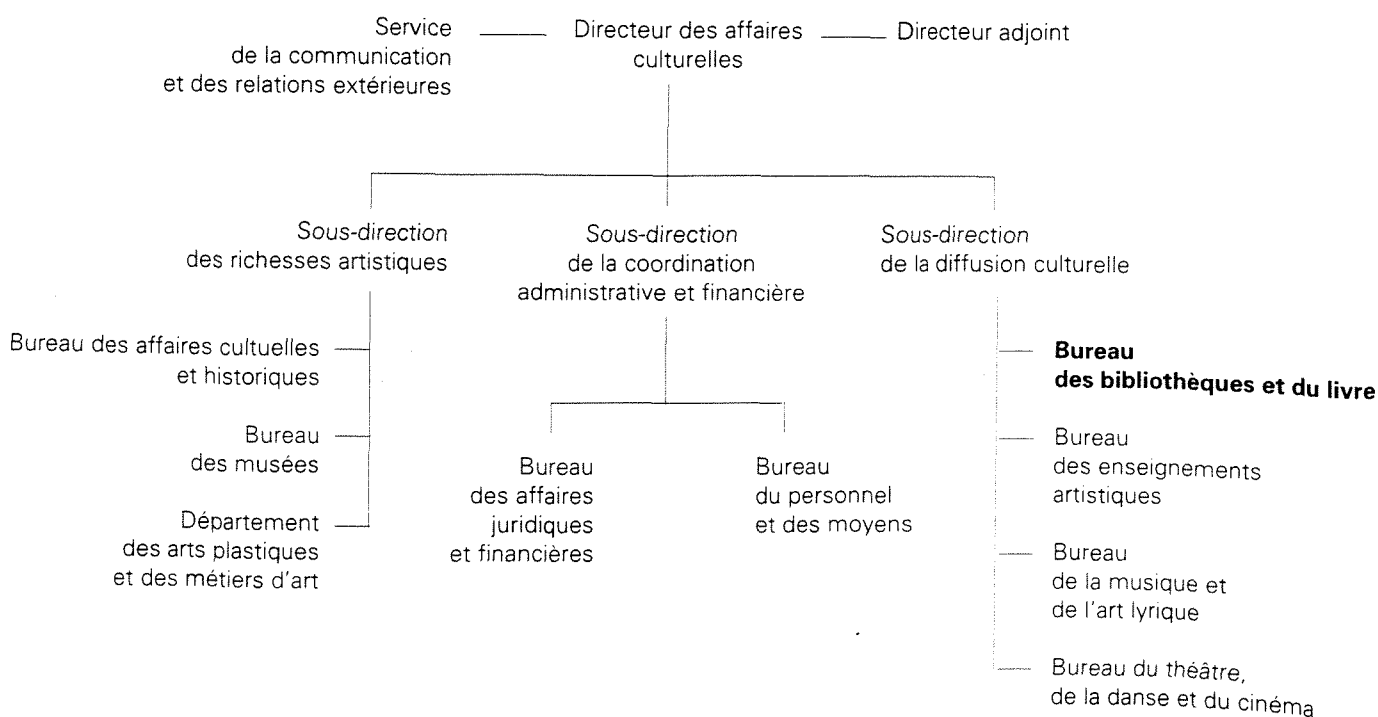 Service
de la communication
et des relations extérieures
Directeur des affaires
culturelles
Directeur adjoint
Sous-direction
des richesses artistiques
Bureau des affaires cultuelles
et historiques
Bureau
des musées
Département
des arts plastiques
et des métiers d'art
Sous-direction
de la coordination
administrative et financière
Bureau
des affaires
juridiques
et financières
Bureau
du personnel
et des moyens
Sous-direction
de la diffusion culturelle
Bureau
des bibliothèques et du livre
Bureau
des enseignements
artistiques
Bureau
de la musique et
de l'art lyrique
Bureau du théâtre,
de la danse et du cinéma